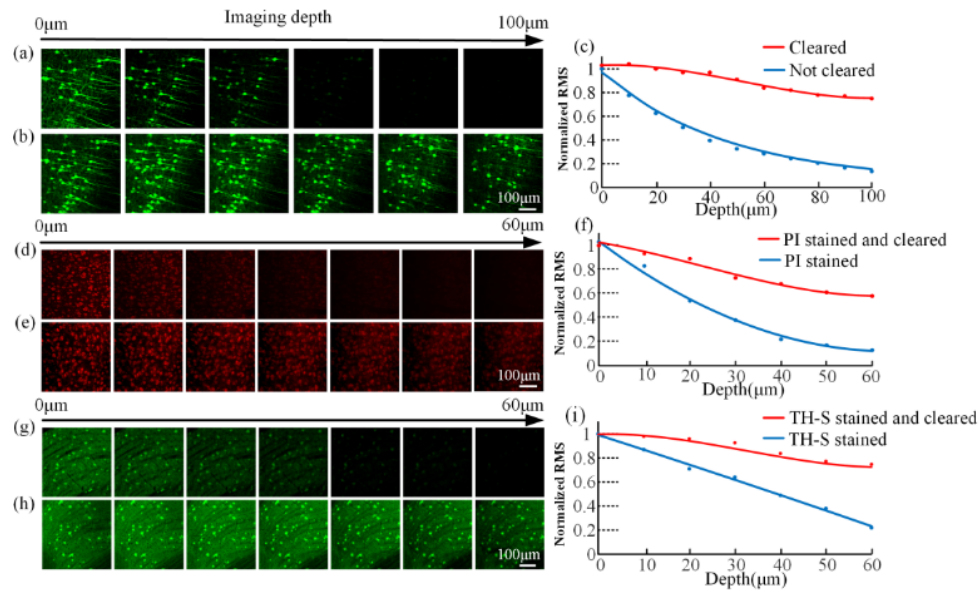 Imaging depth
0μm 100μm
(a)
(b)
100μm
(c)
Cleared
Not cleared
Normalized RMS
1
0.8
0.6
0.4
0.2
0
0 20 40 60 80 100
Depth(μm)
0μm 60μm
(d)
(e)
100μm
(f)
PI stained and cleared
PI stained
Normalized RMS
1
0.8
0.6
0.4
0.2
0
0 10 20 30 40 50 60
Depth(μm)
0μm 60μm
(g)
(h)
100μm
(i)
TH-S stained and cleared
TH-S stained
Normalized RMS
1
0.8
0.6
0.4
0.2
0
0 10 20 30 40 50 60
Depth(μm)